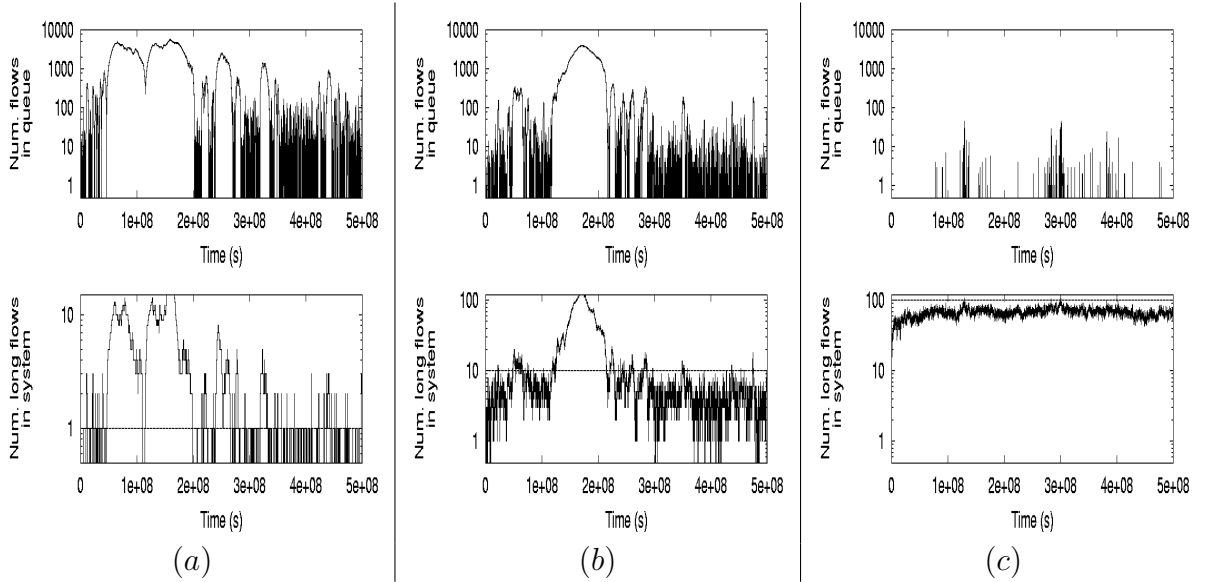 10000
1000
100
10
1
Num. flows
in queue
0 1e+08 2e+08 3e+08 4e+08 5e+08
Time (s)
10
1
Num. long flows
in system
0 1e+08 2e+08 3e+08 4e+08 5e+08
Time (s)
(a)
10000
1000
100
10
1
Num. flows
in queue
0 1e+08 2e+08 3e+08 4e+08 5e+08
Time (s)
100
10
1
Num. long flows
in system
0 1e+08 2e+08 3e+08 4e+08 5e+08
Time (s)
(b)
10000
1000
100
10
1
Num. flows
in queue
0 1e+08 2e+08 3e+08 4e+08 5e+08
Time (s)
100
10
1
Num. long flows
in system
0 1e+08 2e+08 3e+08 4e+08 5e+08
Time (s)
(c)